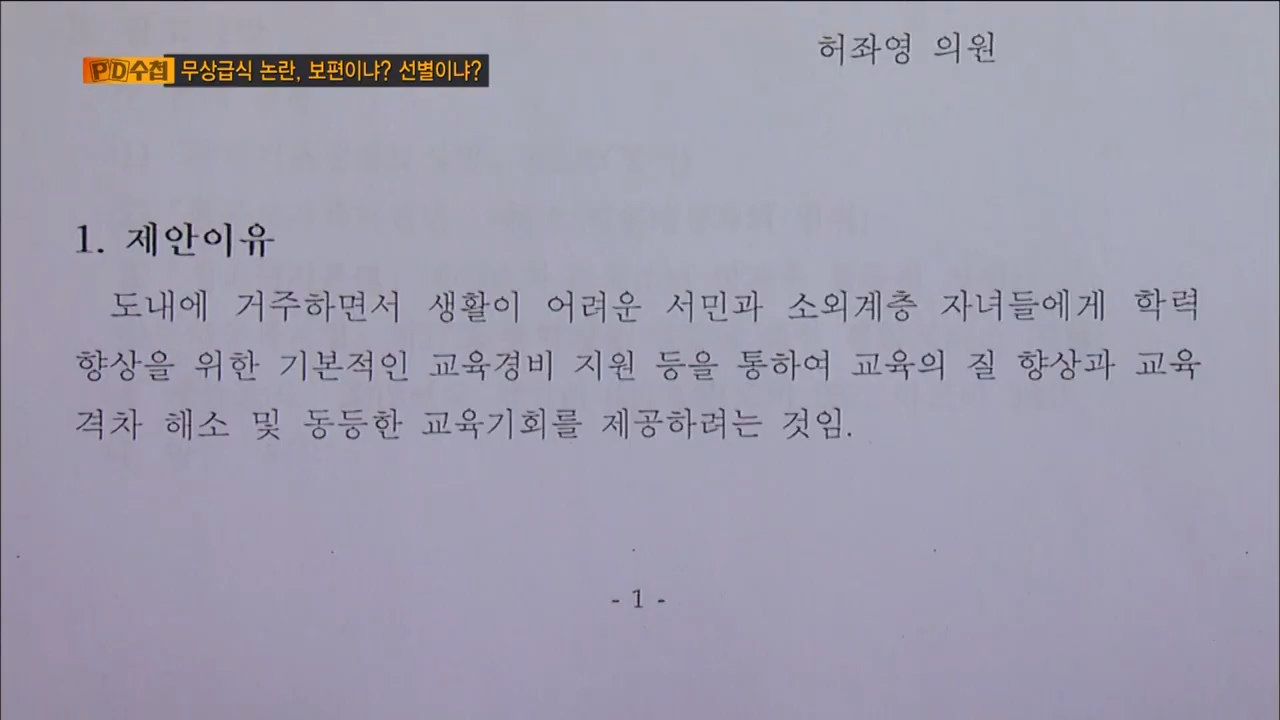 허좌영 의원
PD수첩 무상급식 논란, 보편이냐? 선별이냐?
1. 제안이유
도내에 거주하면서 생활이 어려운 서민과 소외계층 자녀들에게 학력
향상을 위한 기본적인 교육경비 지원 등을 통하여 교육의 질 향상과 교육
격차 해소 및 동등한 교육기회를 제공하려는 것임.
- 1 -